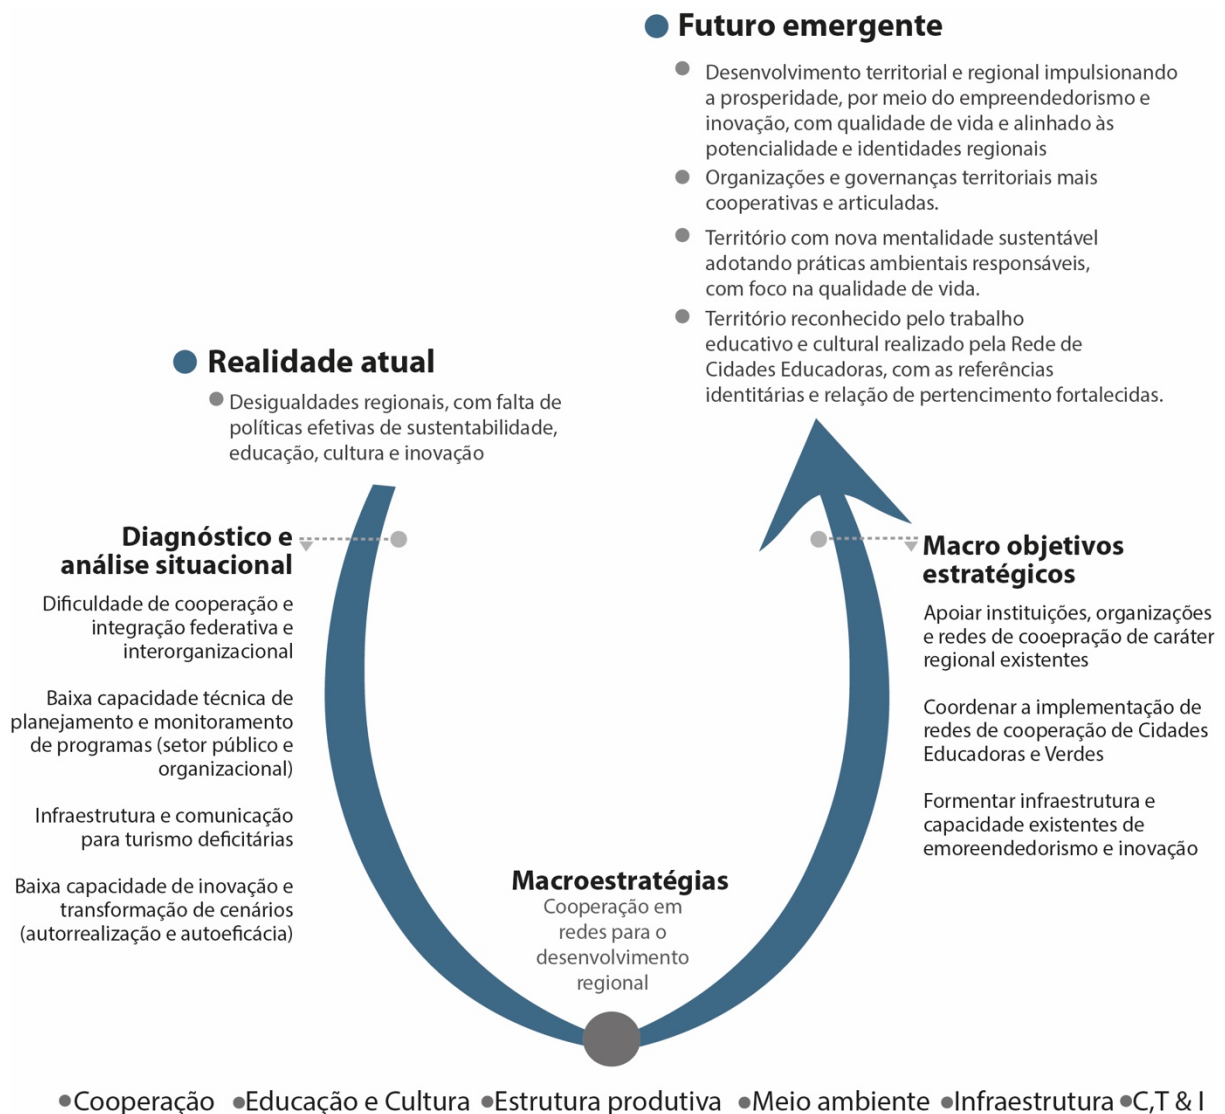 Futuro emergente
Desenvolvimento territorial e regional impulsionando
a prosperidade, por meio do empreendedorismo e
inovação, com qualidade de vida e alinhado às
potencialidade e identidades regionais
Organizações e governanças territoriais mais
cooperativas e articuladas.
Território com nova mentalidade sustentável
adotando práticas ambientais responsáveis,
com foco na qualidade de vida.
Território reconhecido pelo trabalho
educativo e cultural realizado pela Rede de
Cidades Educadoras, com as referências
identitárias e relação de pertencimento fortalecidas.
Realidade atual
Desigualdades regionais, com falta de
políticas efetivas de sustentabilidade,
educação, cultura e inovação
Diagnóstico e
análise situacional
Dificuldade de cooperação e
integração federativa e
interorganizacional
Baixa capacidade técnica de
planejamento e monitoramento
de programas (setor público e
organizacional)
Infraestrutura e comunicação
para turismo deficitárias
Baixa capacidade de inovação e
transformação de cenários
(autorrealização e autoeficácia)
Macroestratégias
Cooperação em
redes para o
desenvolvimento
regional
Macro objetivos
estratégicos
Apoiar instituições, organizações
e redes de cooepração de caráter
regional existentes
Coordenar a implementação de
redes de cooperação de Cidades
Educadoras e Verdes
Formentar infraestrutura e
capacidade existentes de
emoreendedorismo e inovação
Cooperação Educação e Cultura Estrutura produtiva Meio ambiente Infraestrutura C,T & I